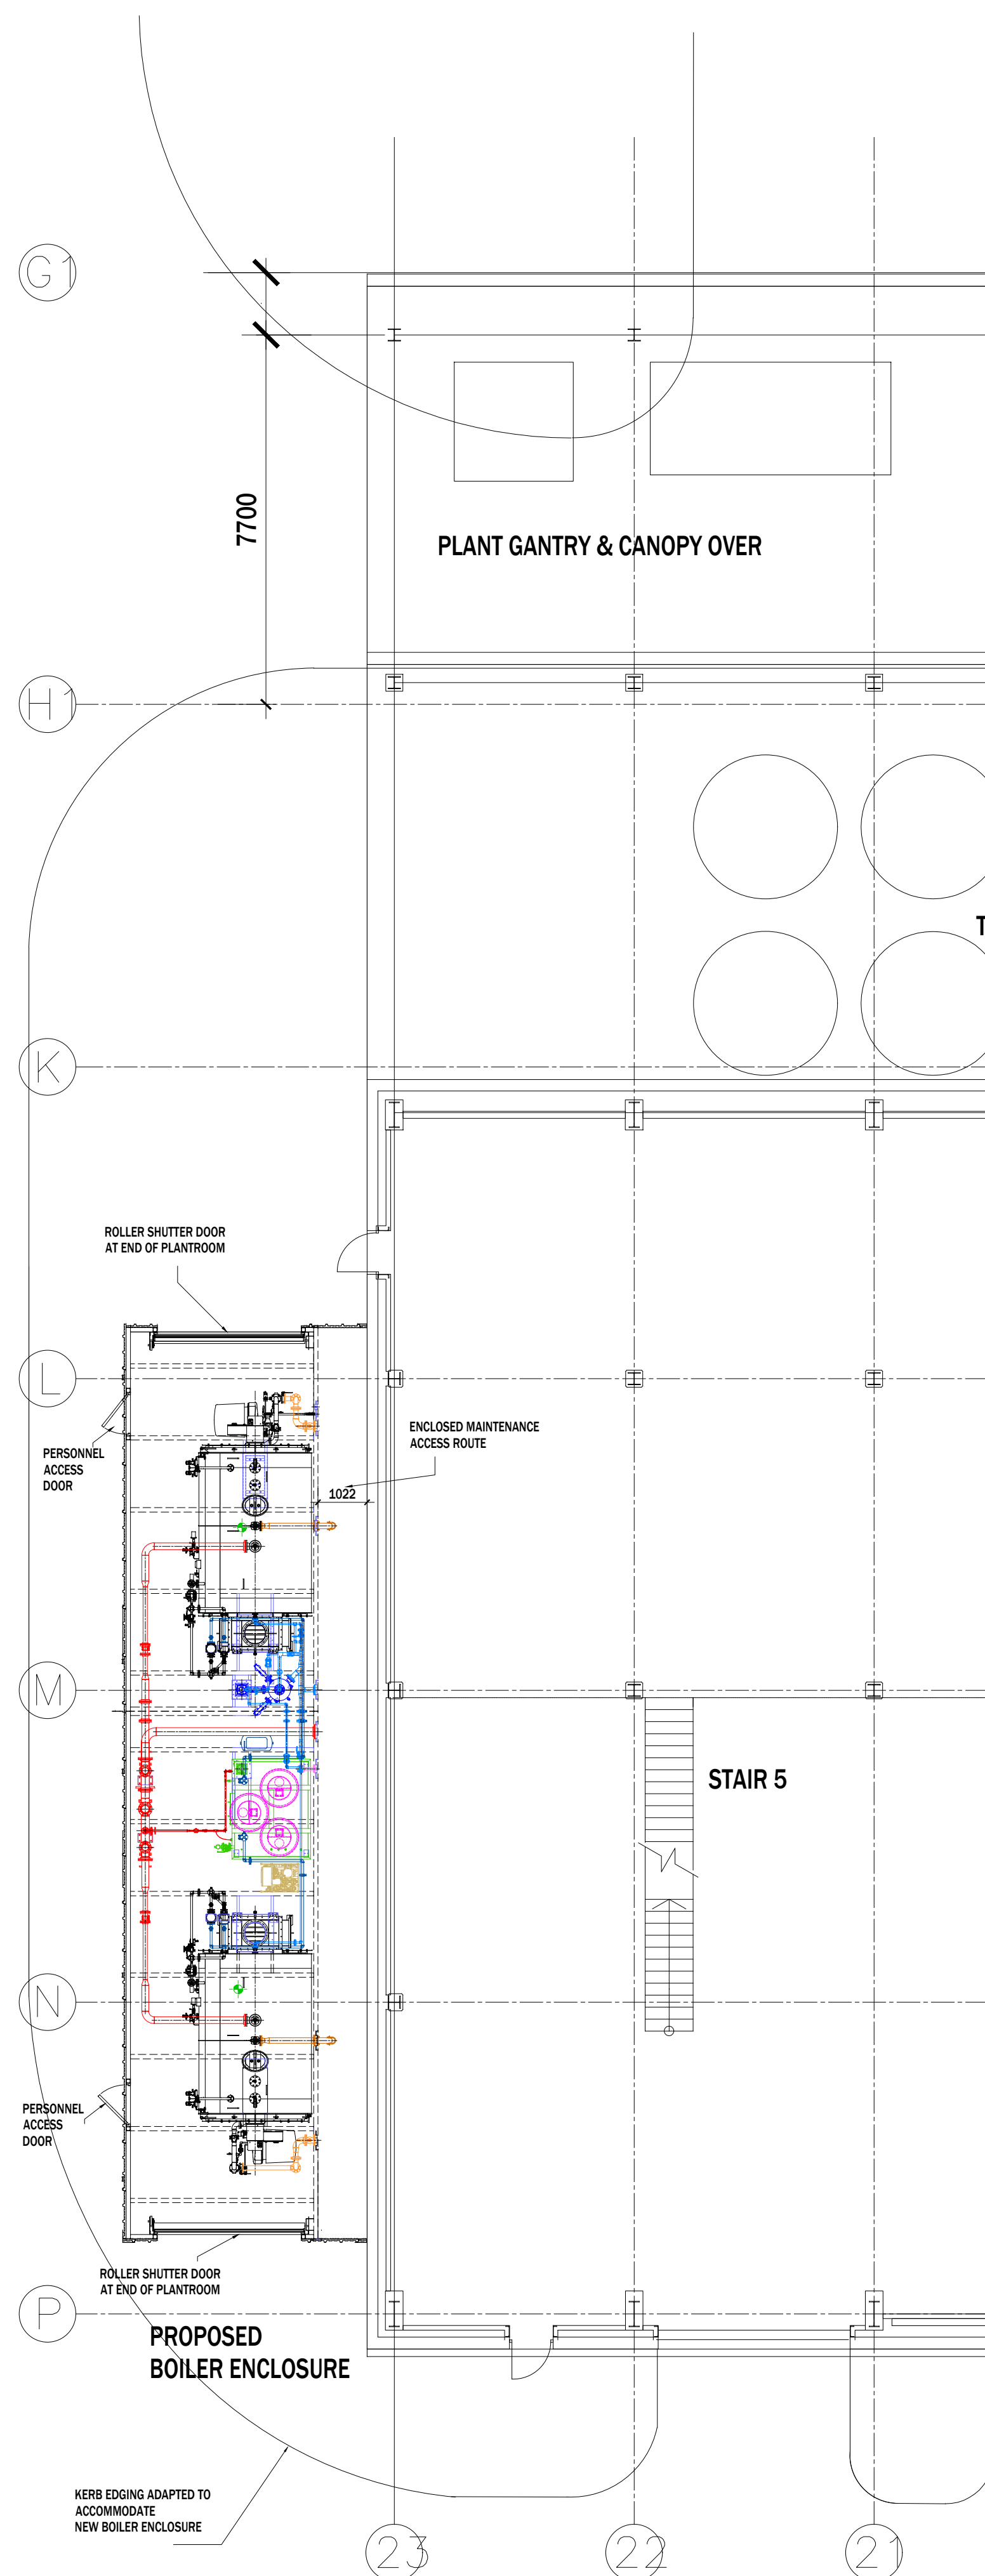 G1
7700
PLANT GANTRY & CANOPY OVER
H1
T
K
ROLLER SHUTTER DOOR
AT END OF PLANTROOM
L
ENCLOSED MAINTENANCE
ACCESS ROUTE
PERSONNEL
ACCESS
DOOR
1022
M
STAIR 5
N
PERSONNEL
ACCESS
DOOR
ROLLER SHUTTER DOOR
AT END OF PLANTROOM
P
PROPOSED
BOILER ENCLOSURE
KERB EDGING ADAPTED TO
ACCOMMODATE
NEW BOILER ENCLOSURE
23
22
21